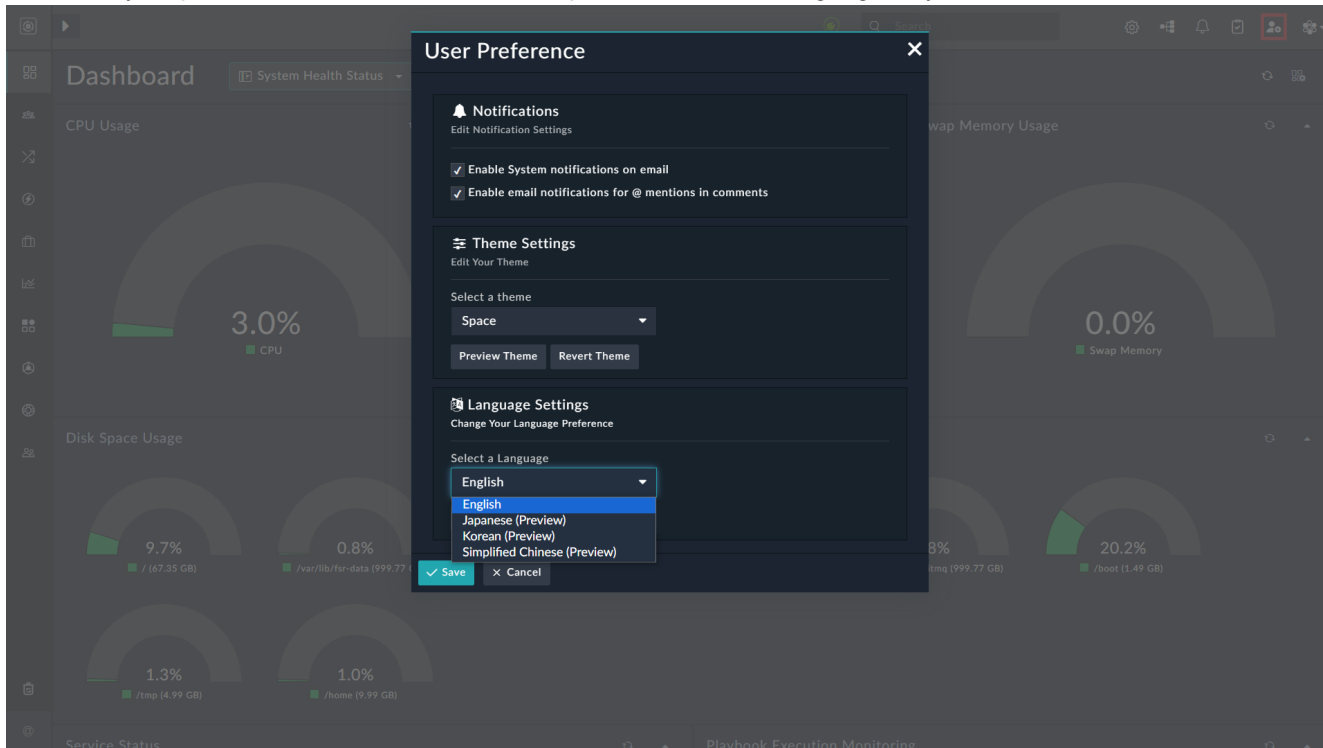 Search
User Preference
Dashboard
System Health Status
Notifications
Edit Notification Settings
CPU Usage
wap Memory Usage
Enable System notifications on email
Enable email notifications for @ mentions in comments
Theme Settings
Edit Your Theme
Select a theme
Space
3.0%
CPU
0.0%
Swap Memory
Preview Theme
Revert Theme
Language Settings
Change Your Language Preference
Disk Space Usage
Select a Language
English
English
Japanese (Preview)
Korean (Preview)
Simplified Chinese (Preview)
9.7%
/ (67.35 GB)
0.8%
/var/lib/fsr-data (999.77
8%
tmq (999.77 GB)
20.2%
/boot (1.49 GB)
Save
Cancel
1.3%
/tmp (4.99 GB)
1.0%
/home (9.99 GB)
Service Status
Playbook Execution Monitoring